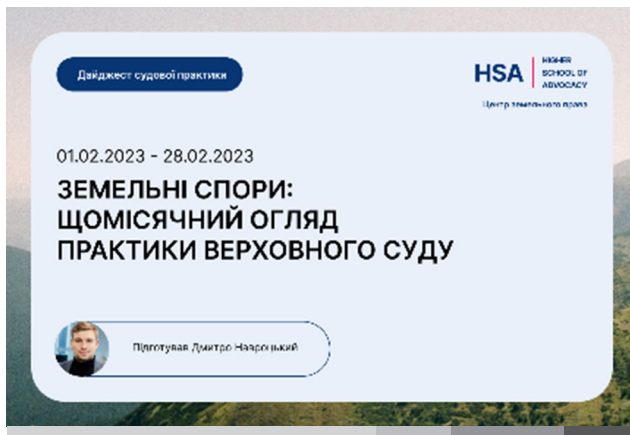 Дайджест судової практики
HSA
HIGHER
SCHOOL OF
ADVOCACY
Центр земельного права
01.02.2023 - 28.02.2023
ЗЕМЕЛЬНІ СПОРИ:
ЩОМІСЯЧНИЙ ОГЛЯД
ПРАКТИКИ ВЕРХОВНОГО СУДУ
Підготував Дмитро Навроцький